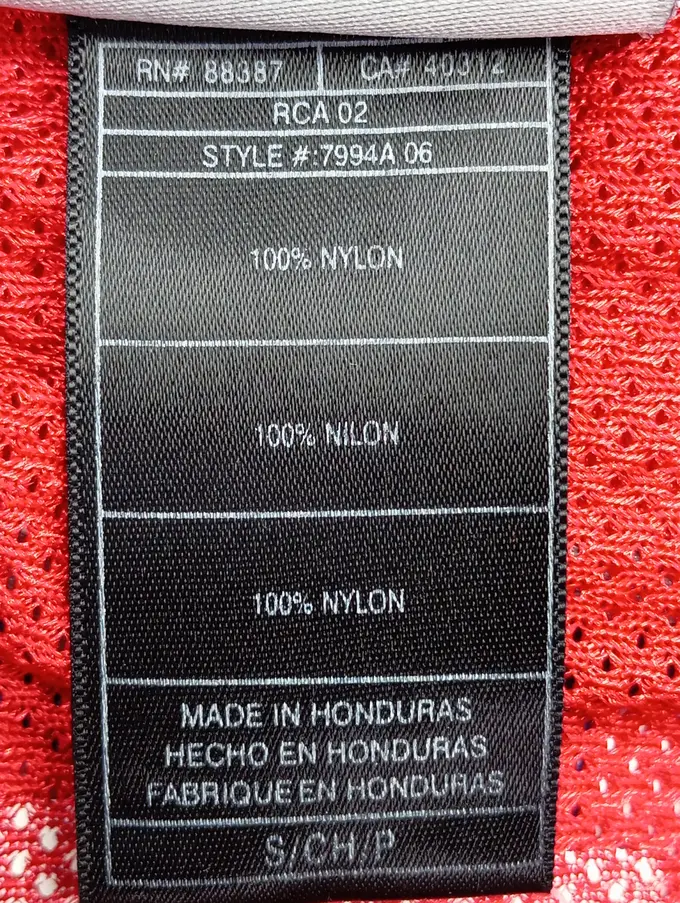 RN# 88387 CA# 40312
RCA 02
STYLE #:7994A 06
100% NYLON
100% NILON
100% NYLON
MADE IN HONDURAS
HECHO EN HONDURAS
FABRIQUE EN HONDURAS
S/CH/P